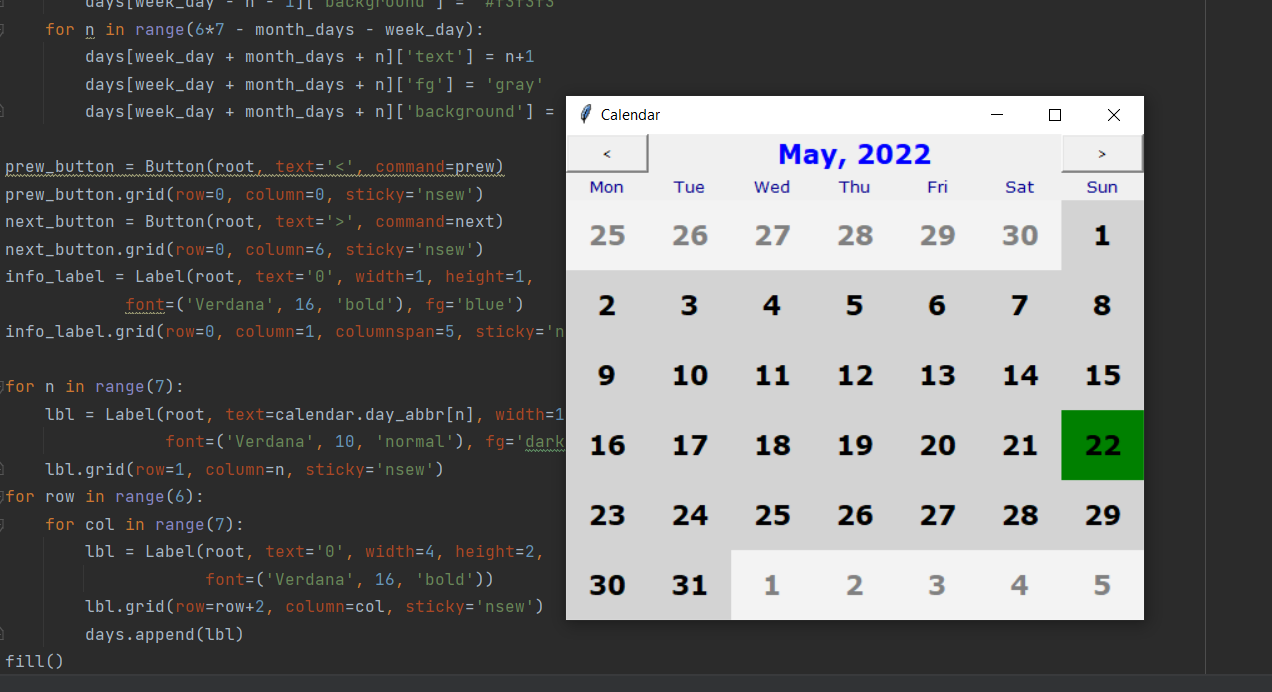 days[week_day - n - 1]['background'] = '#f3f3f3'
for n in range(6*7 - month_days - week_day):
days[week_day + month_days + n]['text'] = n+1
days[week_day + month_days + n]['fg'] = 'gray'
days[week_day + month_days + n]['background'] =
prew_button = Button(root, text='<', command=prew)
prew_button.grid(row=0, column=0, sticky='nsew')
next_button = Button(root, text='>', command=next)
next_button.grid(row=0, column=6, sticky='nsew')
info_label = Label(root, text='0', width=1, height=1,
font=('Verdana', 16, 'bold'), fg='blue')
info_label.grid(row=0, column=1, columnspan=5, sticky='n
for n in range(7):
lbl = Label(root, text=calendar.day_abbr[n], width=1
font=('Verdana', 10, 'normal'), fg='dark
lbl.grid(row=1, column=n, sticky='nsew')
for row in range(6):
for col in range(7):
lbl = Label(root, text='0', width=4, height=2,
font=('Verdana', 16, 'bold'))
lbl.grid(row=row+2, column=col, sticky='nsew')
days.append(lbl)
fill()
Calendar
< May, 2022 >
Mon Tue Wed Thu Fri Sat Sun
25 26 27 28 29 30 1
2 3 4 5 6 7 8
9 10 11 12 13 14 15
16 17 18 19 20 21 22
23 24 25 26 27 28 29
30 31 1 2 3 4 5